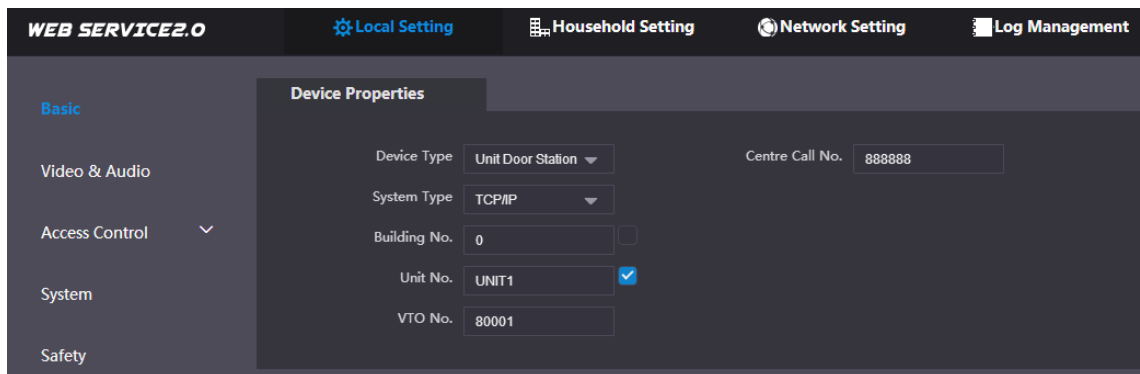 WEB SERVICE2.0 Local Setting Household Setting Network Setting Log Management
Basic
Device Properties
Video & Audio
Device Type Unit Door Station Centre Call No. 888888
System Type TCP/IP
Access Control
Building No. 0
Unit No. UNIT1
System
VTO No. 80001
Safety